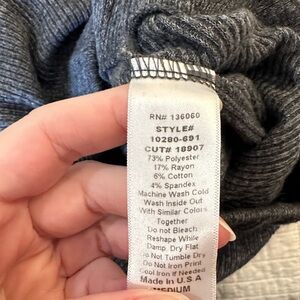 RN# 136060
STYLE#
10280-691
CUT# 18907
73% Polyester
17% Rayon
6% Cotton
4% Spandex
Machine Wash Cold
Wash Inside Out
With Similar Colors
Together
Do not Bleach
Reshape While
Damp. Dry Flat
Do Not Tumble Dry
Do Not Iron Print
Cool Iron if Needed
Made In U.S.A
MEDIUM